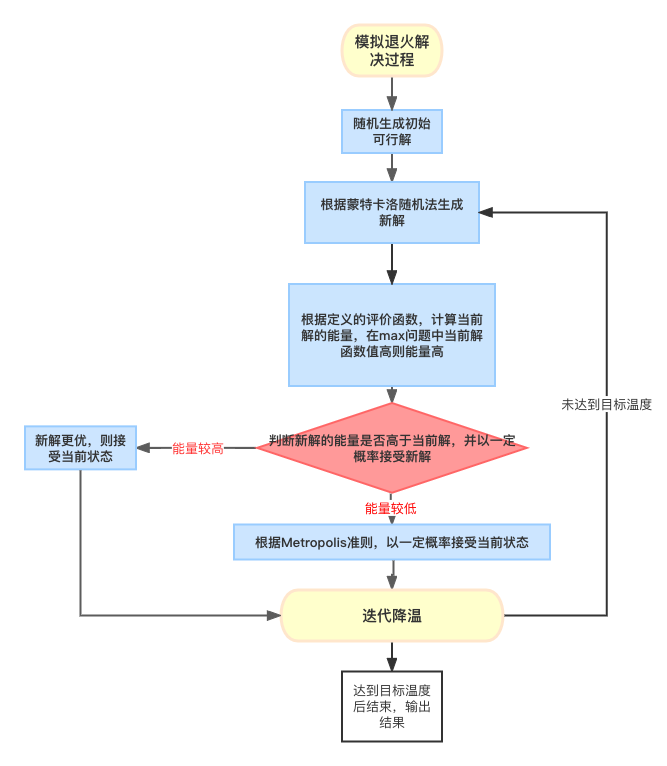 模拟退火解
决过程
随机生成初始
可行解
根据蒙特卡洛随机法生成
新解
根据定义的评价函数，计算当前
解的能量，在max问题中当前解
函数值高则能量高
未达到目标温度
判断新解的能量是否高于当前解，并以一定
概率接受新解
能量较高
新解更优，则接
受当前状态
能量较低
根据Metropolis准则，以一定概率接受当前状态
迭代降温
达到目标温度
后结束，输出
结果